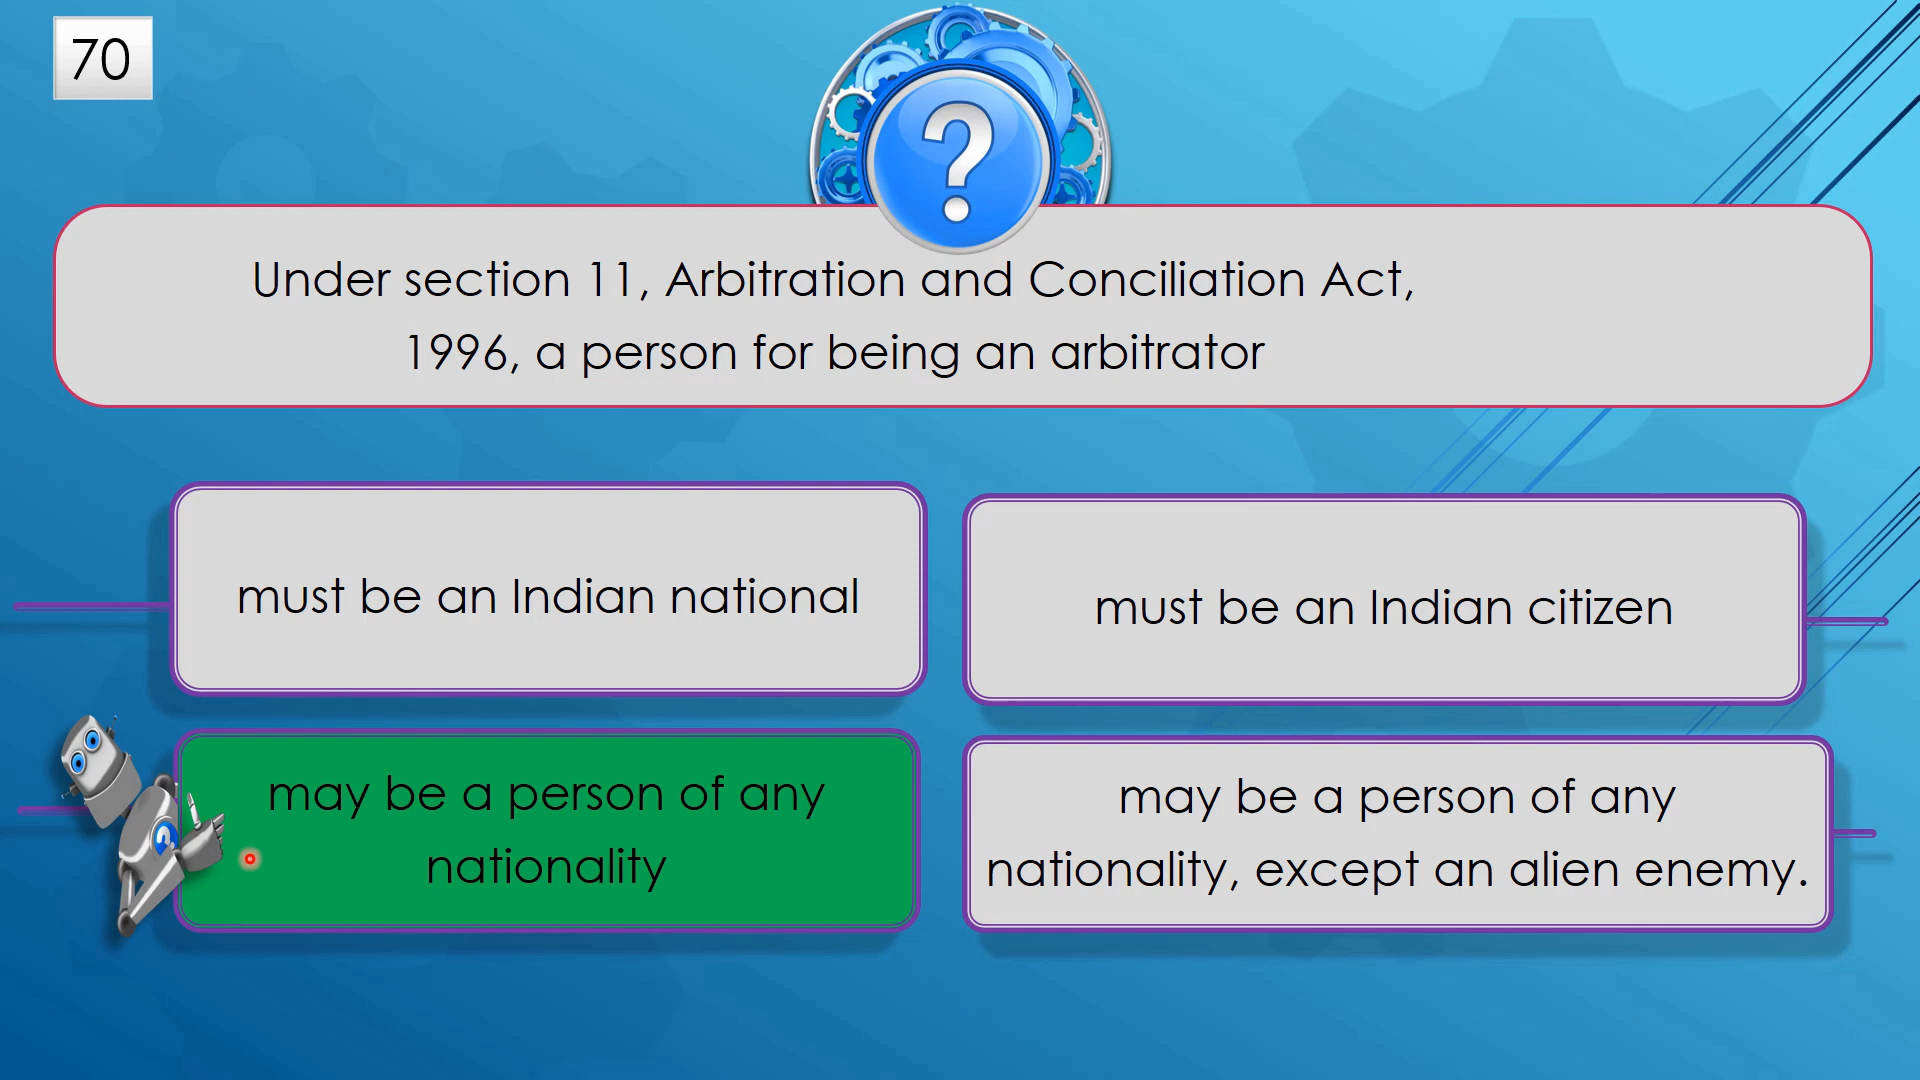 70
?
Under section 11, Arbitration and Conciliation Act,
1996, a person for being an arbitrator
must be an Indian national
must be an Indian citizen
may be a person of any
nationality
may be a person of any
nationality, except an alien enemy.
?